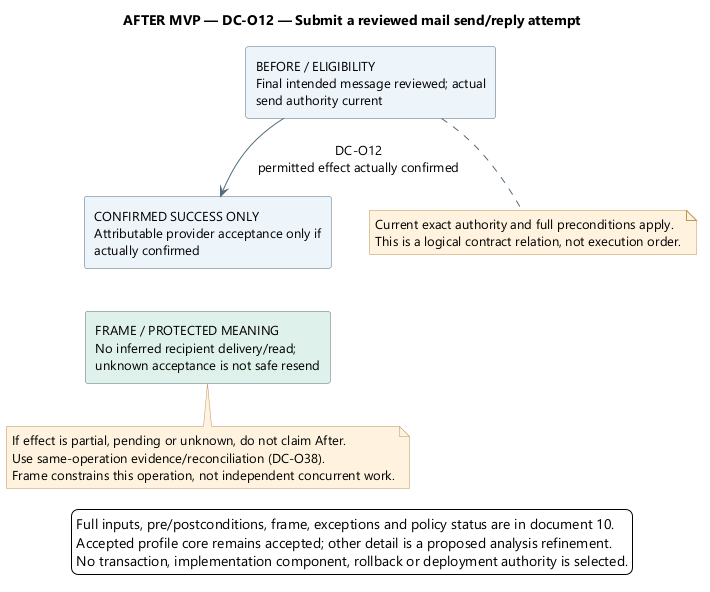 AFTER MVP — DC-O12 — Submit a reviewed mail send/reply attempt
BEFORE / ELIGIBILITY
Final intended message reviewed; actual
send authority current
DC-O12
permitted effect actually confirmed
CONFIRMED SUCCESS ONLY
Attributable provider acceptance only if
actually confirmed
Current exact authority and full preconditions apply.
This is a logical contract relation, not execution order.
FRAME / PROTECTED MEANING
No inferred recipient delivery/read;
unknown acceptance is not safe resend
If effect is partial, pending or unknown, do not claim After.
Use same-operation evidence/reconciliation (DC-O38).
Frame constrains this operation, not independent concurrent work.
Full inputs, pre/postconditions, frame, exceptions and policy status are in document 10.
Accepted profile core remains accepted; other detail is a proposed analysis refinement.
No transaction, implementation component, rollback or deployment authority is selected.